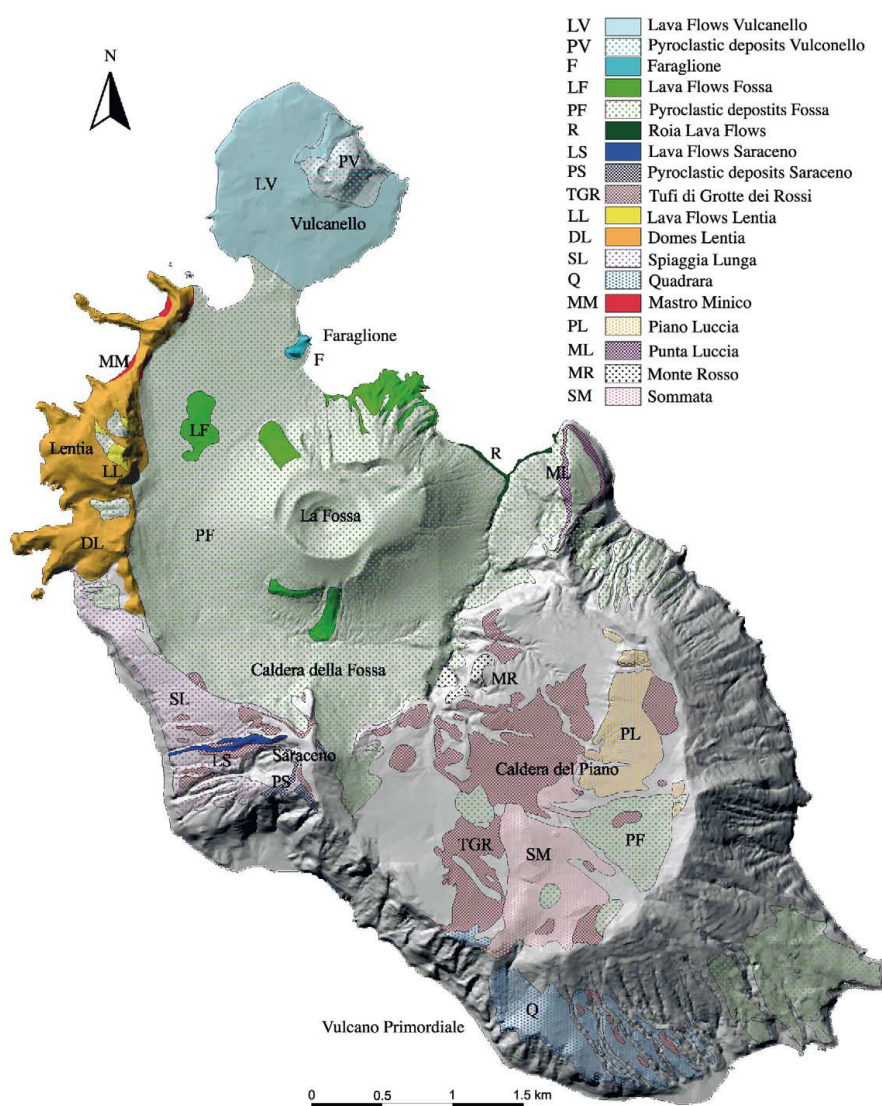 LV Lava Flows Vulcanello
PV Pyroclastic deposits Vulconello
F Faraglione
LF Lava Flows Fossa
PF Pyroclastic depostits Fossa
R Roia Lava Flows
LS Lava Flows Saraceno
PS Pyroclastic deposits Saraceno
TGR Tufi di Grotte dei Rossi
LL Lava Flows Lentia
DL Domes Lentia
SL Spiaggia Lunga
Q Quadrara
MM Mastro Minico
PL Piano Luccia
ML Punta Luccia
MR Monte Rosso
SM Sommata
N
PV
LV
Vulcanello
Faraglione
F
MM
LF
Lentia
LL
R
ML
La Fossa
PF
DL
Caldera della Fossa
MR
SL
PL
Saraceno
LS
Caldera del Piano
PS
TGR
SM
PF
Q
Vulcano Primordiale
0 0.5 1 1.5 km